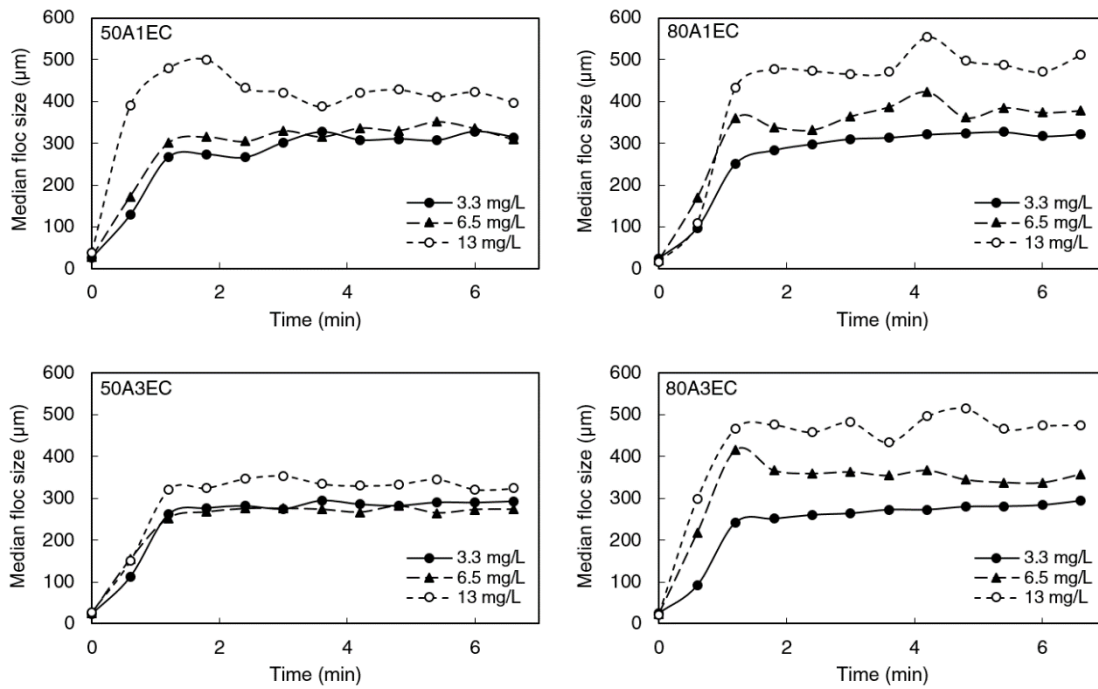 50A1EC
Median floc size (μm)
600
500
400
300
200
100
0
0 2 4 6
Time (min)
3.3 mg/L
6.5 mg/L
13 mg/L
80A1EC
Median floc size (μm)
600
500
400
300
200
100
0
0 2 4 6
Time (min)
3.3 mg/L
6.5 mg/L
13 mg/L
50A3EC
Median floc size (μm)
600
500
400
300
200
100
0
0 2 4 6
Time (min)
3.3 mg/L
6.5 mg/L
13 mg/L
80A3EC
Median floc size (μm)
600
500
400
300
200
100
0
0 2 4 6
Time (min)
3.3 mg/L
6.5 mg/L
13 mg/L